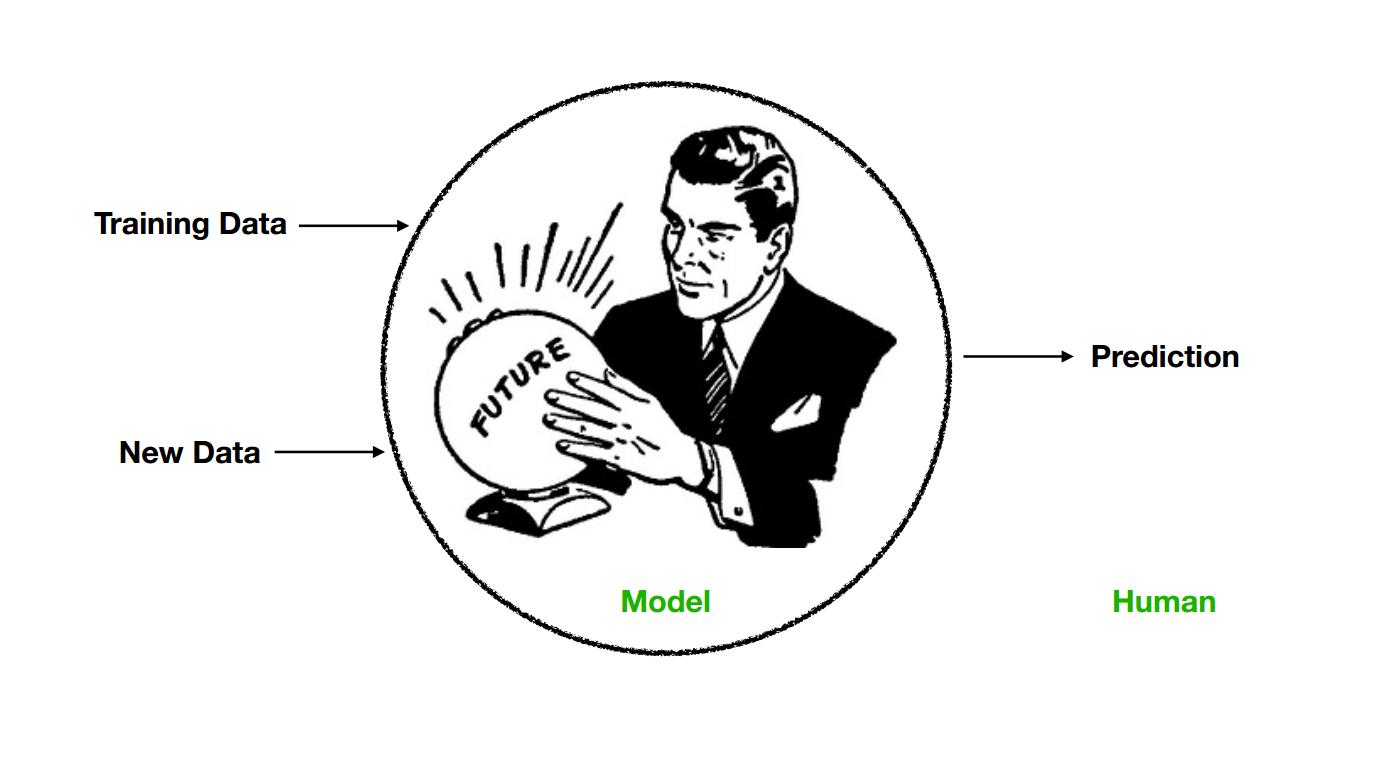 Training Data
FUTURE
Prediction
New Data
Model
Human